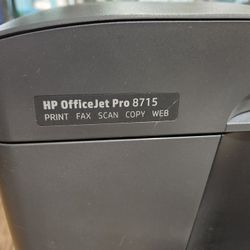 HP OfficeJet Pro 8715
PRINT FAX SCAN COPY WEB